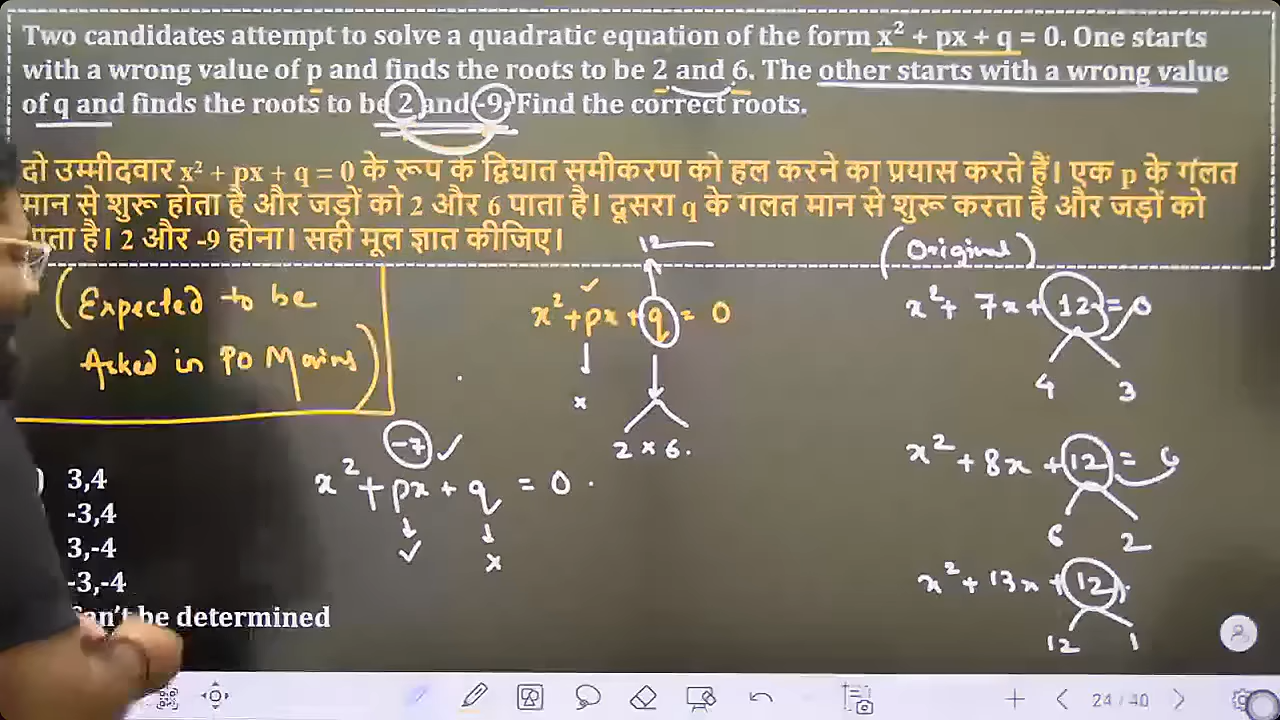 Two candidates attempt to solve a quadratic equation of the form x² + px + q = 0. One starts
with a wrong value of p and finds the roots to be 2 and 6. The other starts with a wrong value
of q and finds the roots to be 2 and -9. Find the correct roots.
दो उम्मीदवार x² + px + q = 0 के रूप के द्विघात समीकरण को हल करने का प्रयास करते हैं। एक p के गलत
मान से शुरू होता है और जड़ों को 2 और 6 पाता है। दूसरा q के गलत मान से शुरू करता है और जड़ों को
है। 2 और -9 होना। सही मूल ज्ञात कीजिए।
12
(Original)
(Expected to be
Asked in PO Mains)
x² + px + q = 0
x
2 x 6.
x² + 7x + 12 = 0
4 3
-7 ✓
x² + px + q = 0
✓ x
x² + 8x + 12 =
6 2
x² + 13x + 12
12 1
3,4
-3,4
3,-4
-3,-4
Can't be determined
24 / 40